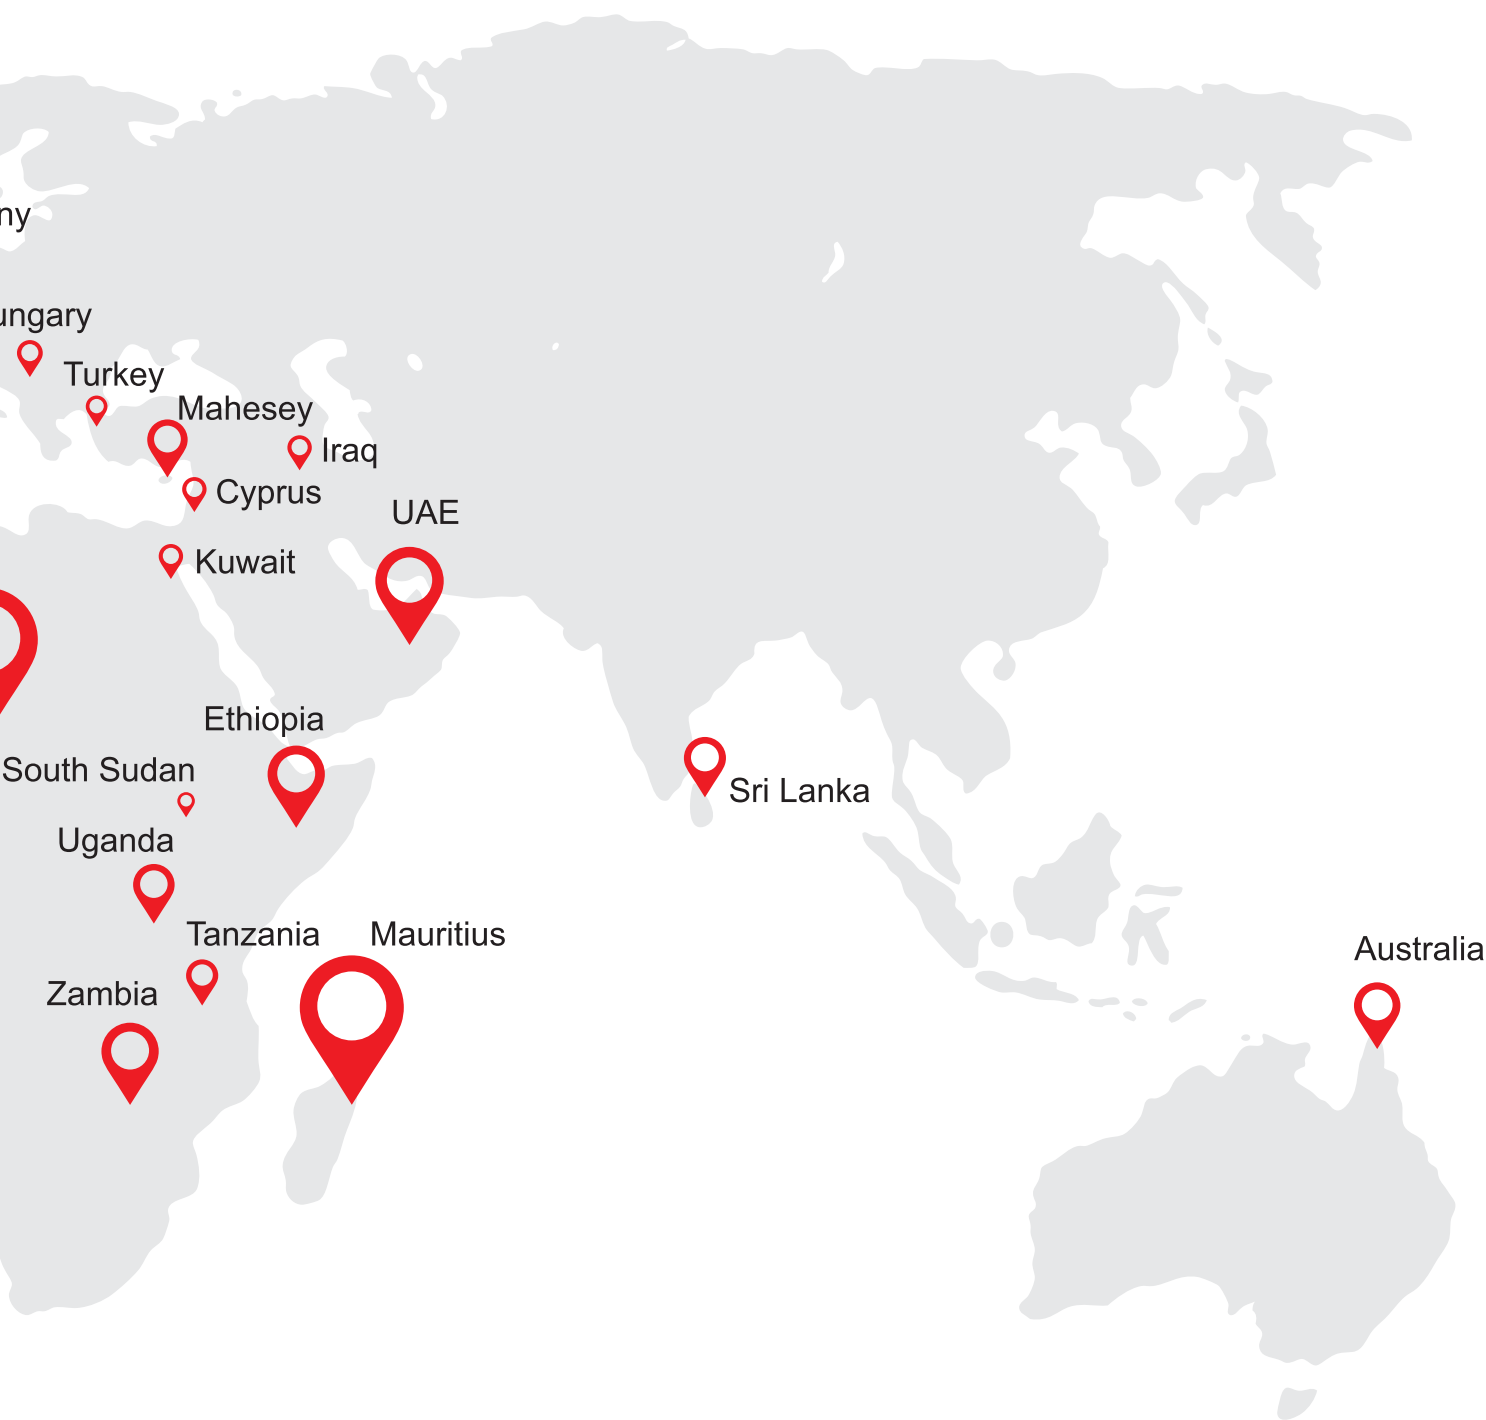 ny
ungary
Turkey
Mahesey
Iraq
Cyprus
UAE
Kuwait
Ethiopia
South Sudan
Sri Lanka
Uganda
Tanzania
Mauritius
Australia
Zambia